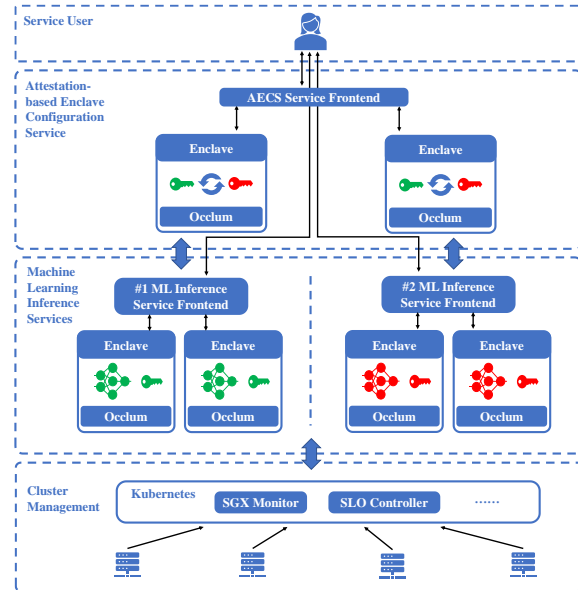 Service User
Attestation-
based Enclave
Configuration
Service
AECS Service Frontend
Enclave
Occlum
Enclave
Occlum
Machine
Learning
Inference
Services
#1 ML Inference
Service Frontend
#2 ML Inference
Service Frontend
Enclave
Occlum
Enclave
Occlum
Enclave
Occlum
Enclave
Occlum
Cluster
Management
Kubernetes
SGX Monitor
SLO Controller
······